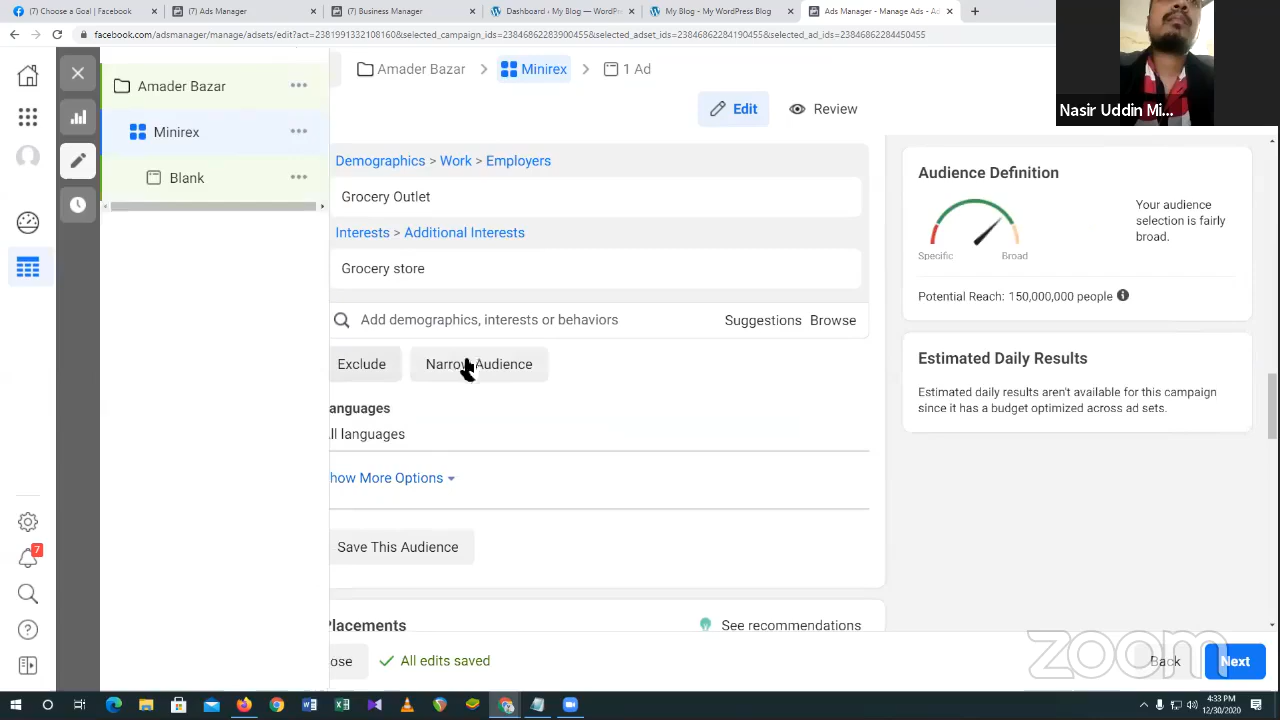 (7) Choose a Goal | Facebook
(7) Ads Manager
(7) Business Manager
Dashboard ‹ My Blog — WordPr
My Blog - My WordPress Blog
Ads Manager - Manage Ads - Ad
facebook.com/adsmanager/manage/adsets/edit?act=2381991332108160&selected_campaign_ids=23846862283900455&selected_adset_ids=23846862284190455&selected_ad_ids=23846862284450455
Nasir Uddin Mi...
Amader Bazar
Minirex
Blank
7
Amader Bazar
Minirex
1 Ad
Edit
Review
Demographics > Work > Employers
Grocery Outlet
Interests > Additional Interests
Grocery store
Add demographics, interests or behaviors
Suggestions
Browse
Exclude
Narrow Audience
anguages
ll languages
how More Options
Save This Audience
Placements
See recommendations
ose
All edits saved
Back
Next
Audience Definition
Specific
Broad
Your audience
selection is fairly
broad.
Potential Reach: 150,000,000 people
Estimated Daily Results
Estimated daily results aren't available for this campaign
since it has a budget optimized across ad sets.
zoom
4:33 PM
12/30/2020